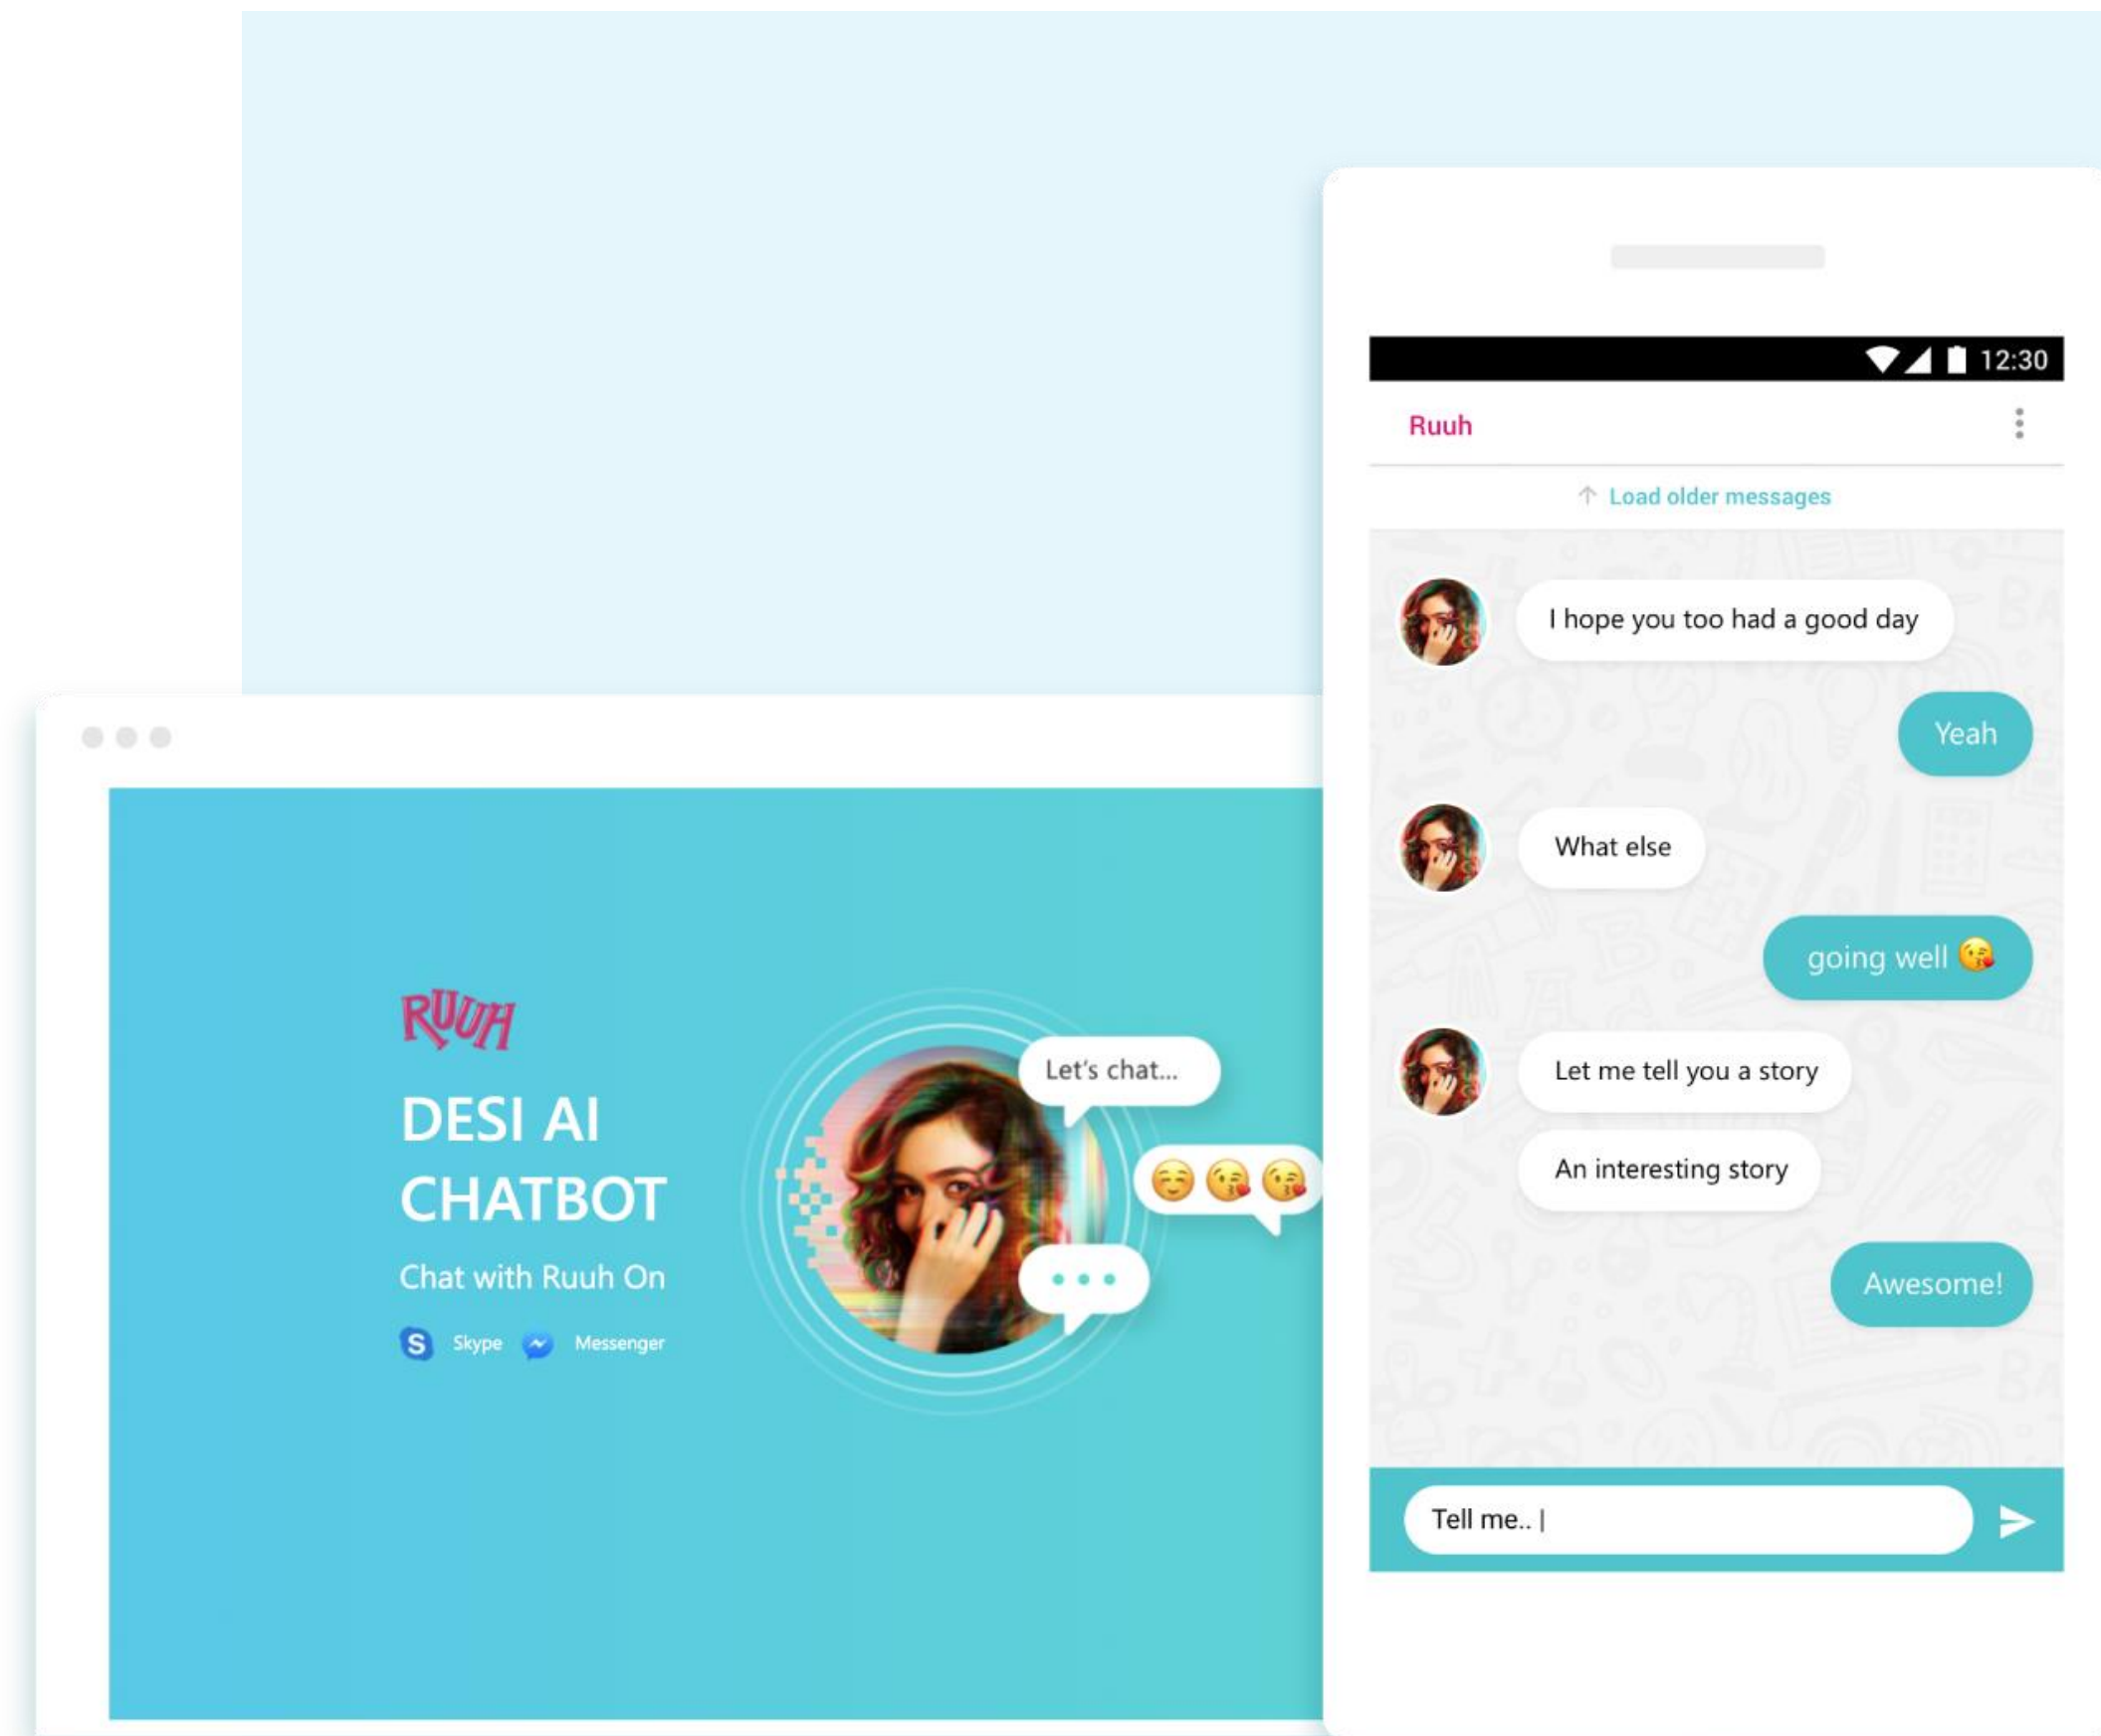 RUUH
DESI AI
CHATBOT
Chat with Ruuh On
S Skype Messenger
Let's chat...
12:30
Ruuh
↑ Load older messages
I hope you too had a good day
Yeah
What else
going well 😘
Let me tell you a story
An interesting story
Awesome!
Tell me.. |